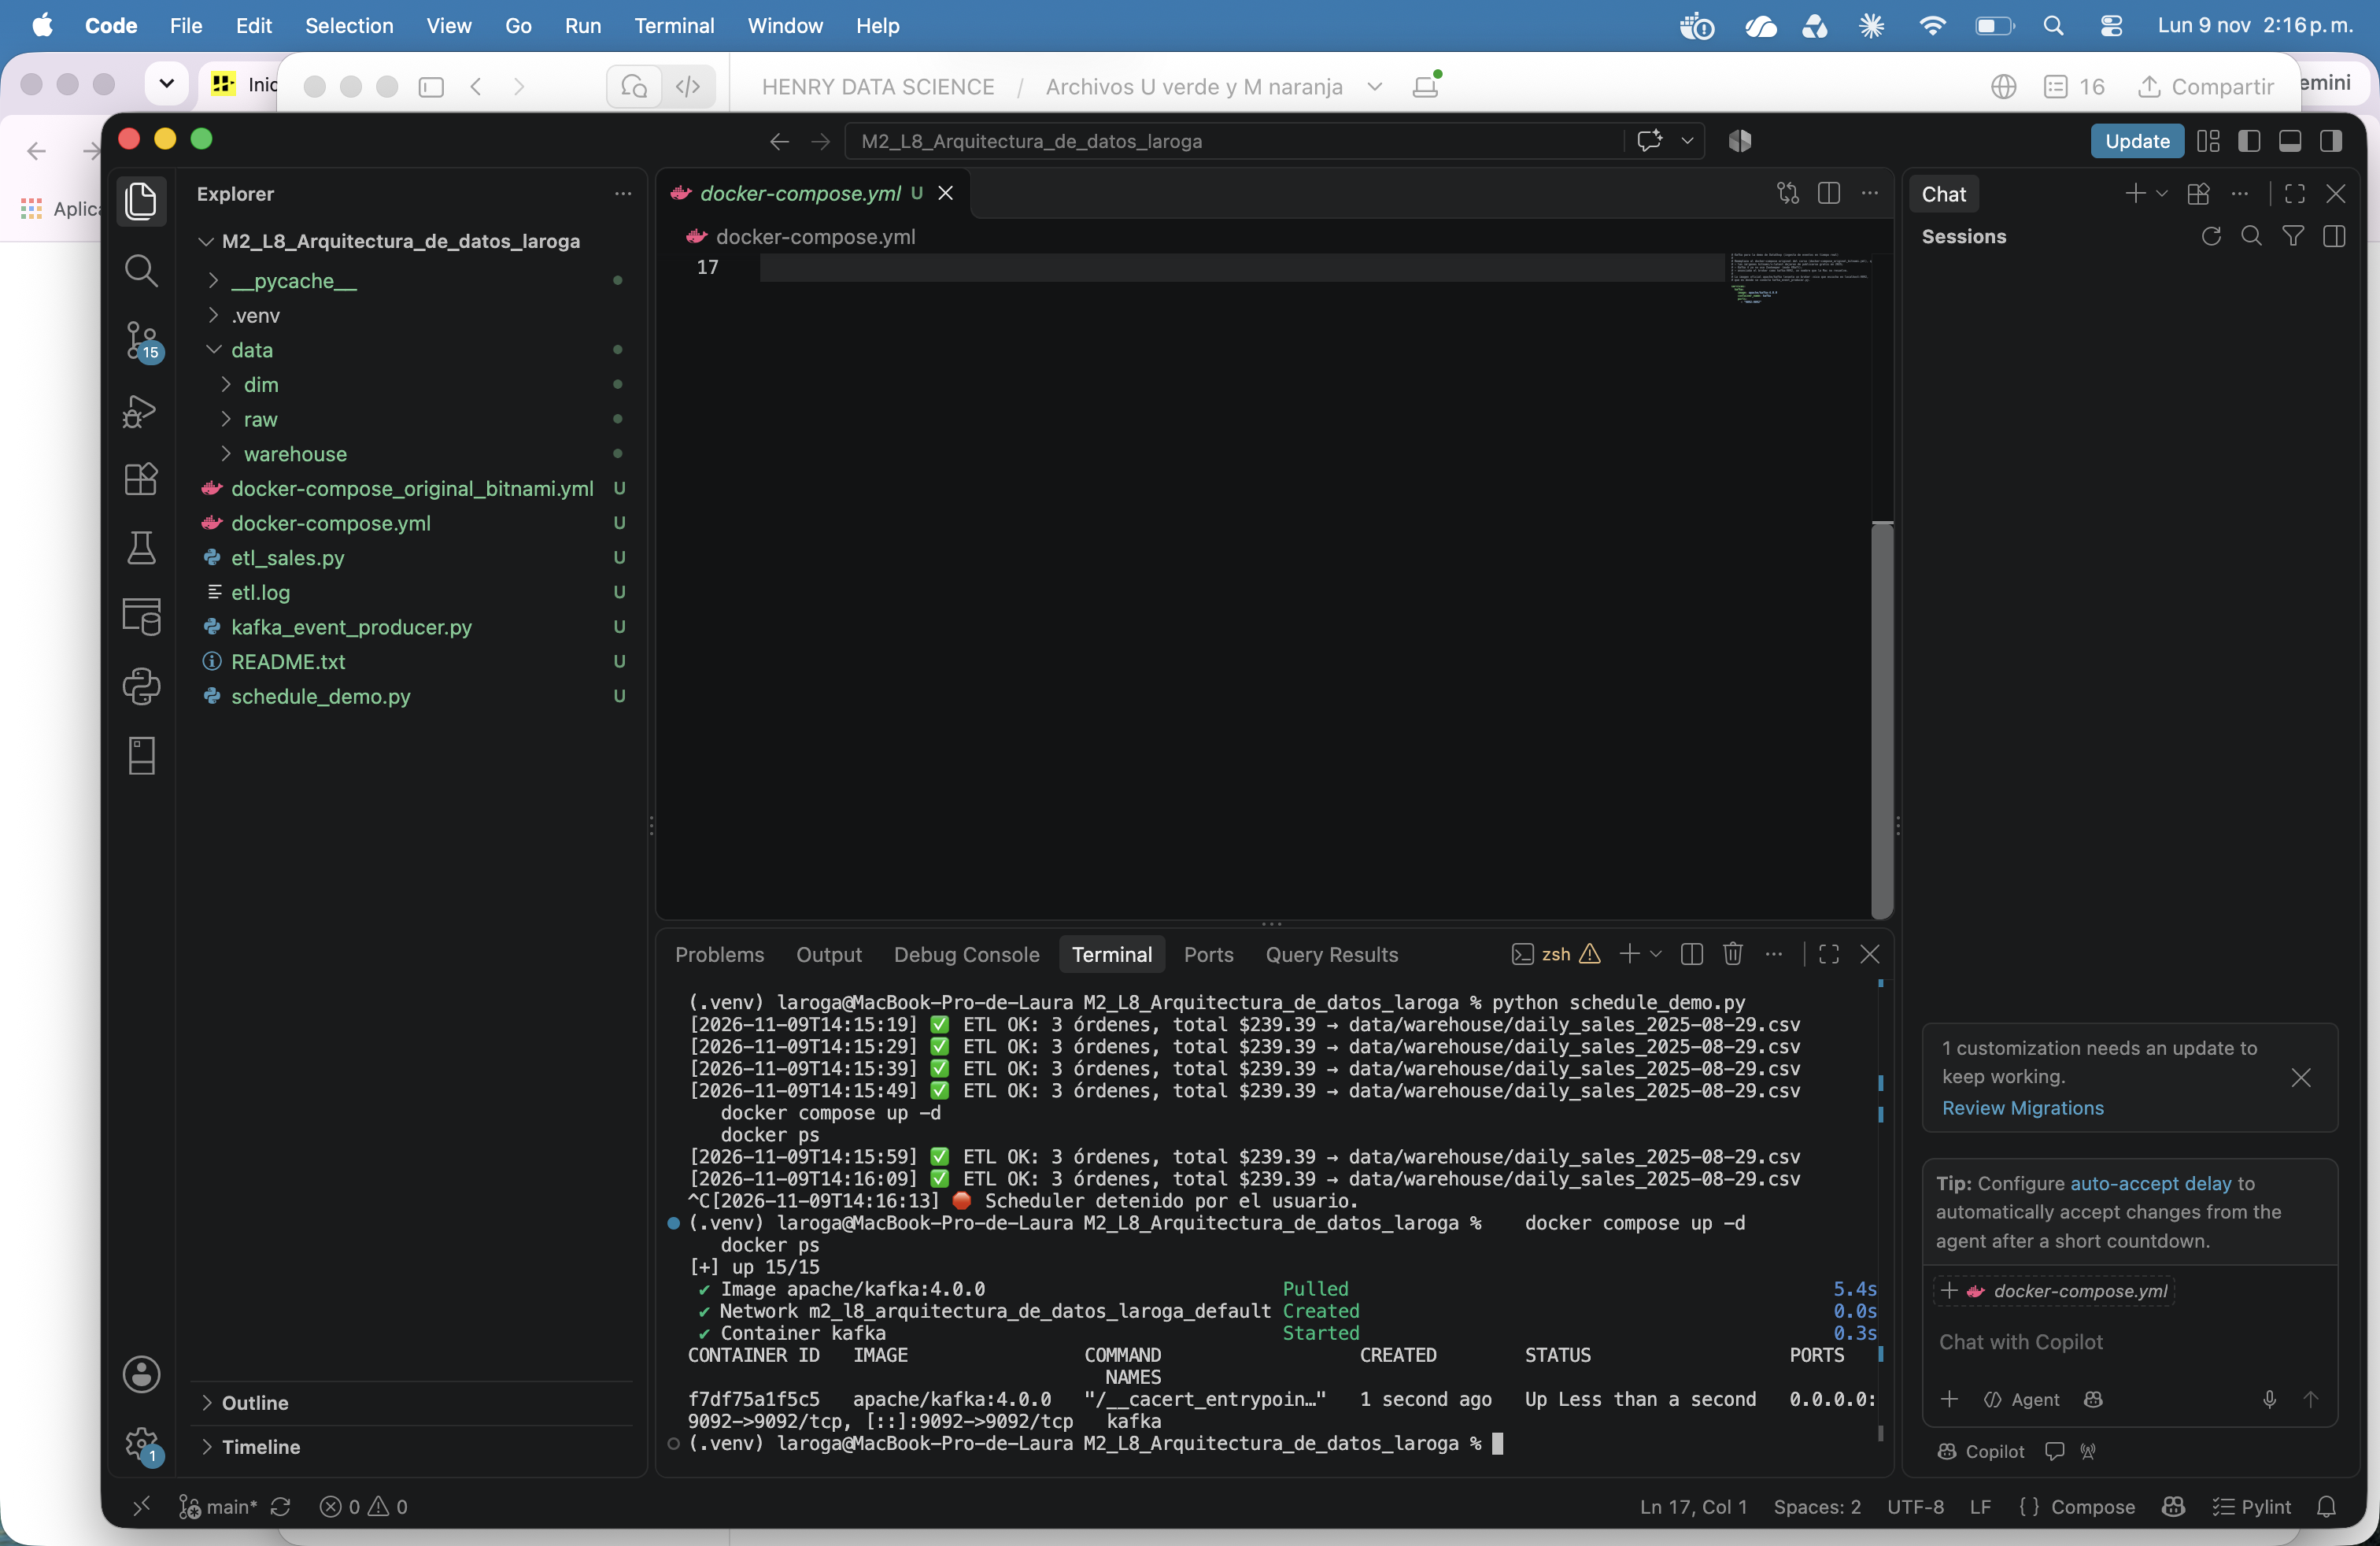 Code File Edit Selection View Go Run Terminal Window Help
Lun 9 nov 2:16 p. m.
Inic
HENRY DATA SCIENCE / Archivos U verde y M naranja
16 Compartir
emini
M2_L8_Arquitectura_de_datos_laroga
Update
Aplica
Explorer
M2_L8_Arquitectura_de_datos_laroga
__pycache__
.venv
data
dim
raw
warehouse
docker-compose_original_bitnami.yml U
docker-compose.yml U
etl_sales.py U
etl.log U
kafka_event_producer.py U
README.txt U
schedule_demo.py U
15
Outline
Timeline
1
docker-compose.yml U
docker-compose.yml
17
Problems Output Debug Console Terminal Ports Query Results
zsh
(.venv) laroga@MacBook-Pro-de-Laura M2_L8_Arquitectura_de_datos_laroga % python schedule_demo.py
[2026-11-09T14:15:19] ✅ ETL OK: 3 órdenes, total $239.39 → data/warehouse/daily_sales_2025-08-29.csv
[2026-11-09T14:15:29] ✅ ETL OK: 3 órdenes, total $239.39 → data/warehouse/daily_sales_2025-08-29.csv
[2026-11-09T14:15:39] ✅ ETL OK: 3 órdenes, total $239.39 → data/warehouse/daily_sales_2025-08-29.csv
[2026-11-09T14:15:49] ✅ ETL OK: 3 órdenes, total $239.39 → data/warehouse/daily_sales_2025-08-29.csv
docker compose up -d
docker ps
[2026-11-09T14:15:59] ✅ ETL OK: 3 órdenes, total $239.39 → data/warehouse/daily_sales_2025-08-29.csv
[2026-11-09T14:16:09] ✅ ETL OK: 3 órdenes, total $239.39 → data/warehouse/daily_sales_2025-08-29.csv
^C[2026-11-09T14:16:13] 🛑 Scheduler detenido por el usuario.
(.venv) laroga@MacBook-Pro-de-Laura M2_L8_Arquitectura_de_datos_laroga % docker compose up -d
docker ps
[+] up 15/15
✔ Image apache/kafka:4.0.0 Pulled 5.4s
✔ Network m2_l8_arquitectura_de_datos_laroga_default Created 0.0s
✔ Container kafka Started 0.3s
CONTAINER ID IMAGE COMMAND CREATED STATUS PORTS
NAMES
f7df75a1f5c5 apache/kafka:4.0.0 "/__cacert_entrypoin…" 1 second ago Up Less than a second 0.0.0.0:
9092->9092/tcp, [::]:9092->9092/tcp kafka
(.venv) laroga@MacBook-Pro-de-Laura M2_L8_Arquitectura_de_datos_laroga %
Chat
Sessions
1 customization needs an update to
keep working.
Review Migrations
Tip: Configure auto-accept delay to
automatically accept changes from the
agent after a short countdown.
docker-compose.yml
Chat with Copilot
Agent
Copilot
main* 0 0
Ln 17, Col 1 Spaces: 2 UTF-8 LF {} Compose Pylint